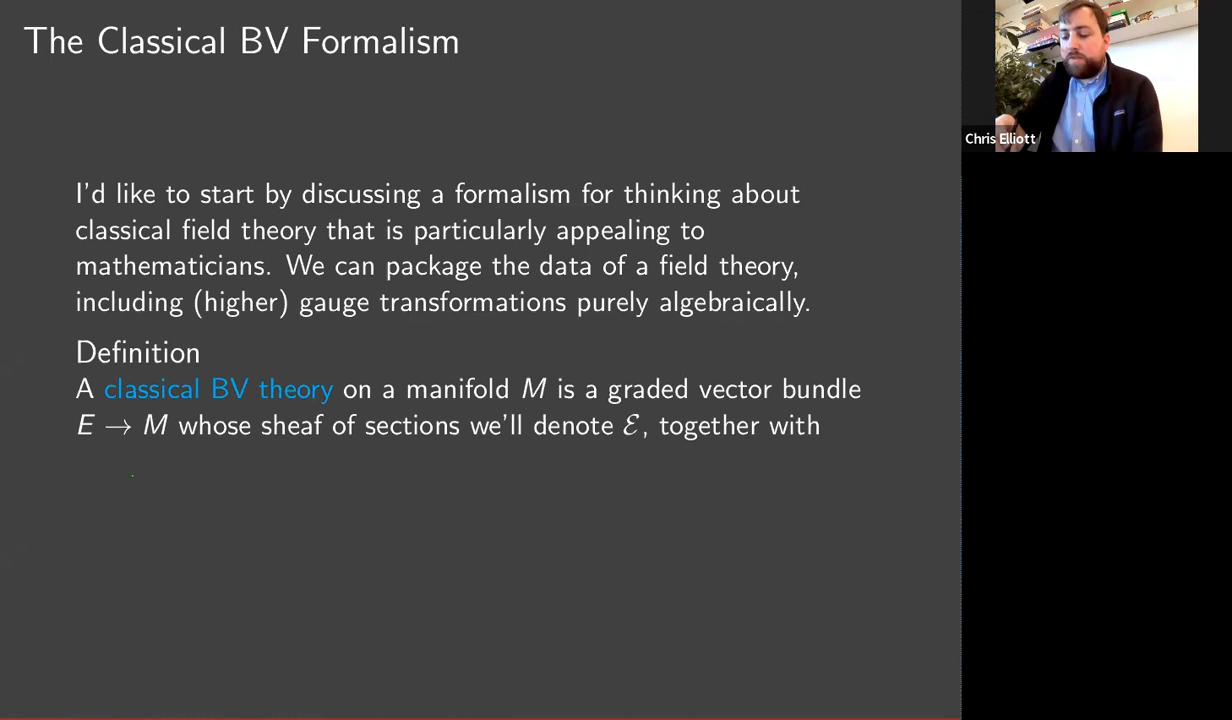 The Classical BV Formalism
Chris Elliott
I'd like to start by discussing a formalism for thinking about
classical field theory that is particularly appealing to
mathematicians. We can package the data of a field theory,
including (higher) gauge transformations purely algebraically.
Definition
A classical BV theory on a manifold M is a graded vector bundle
E → M whose sheaf of sections we'll denote ℰ, together with